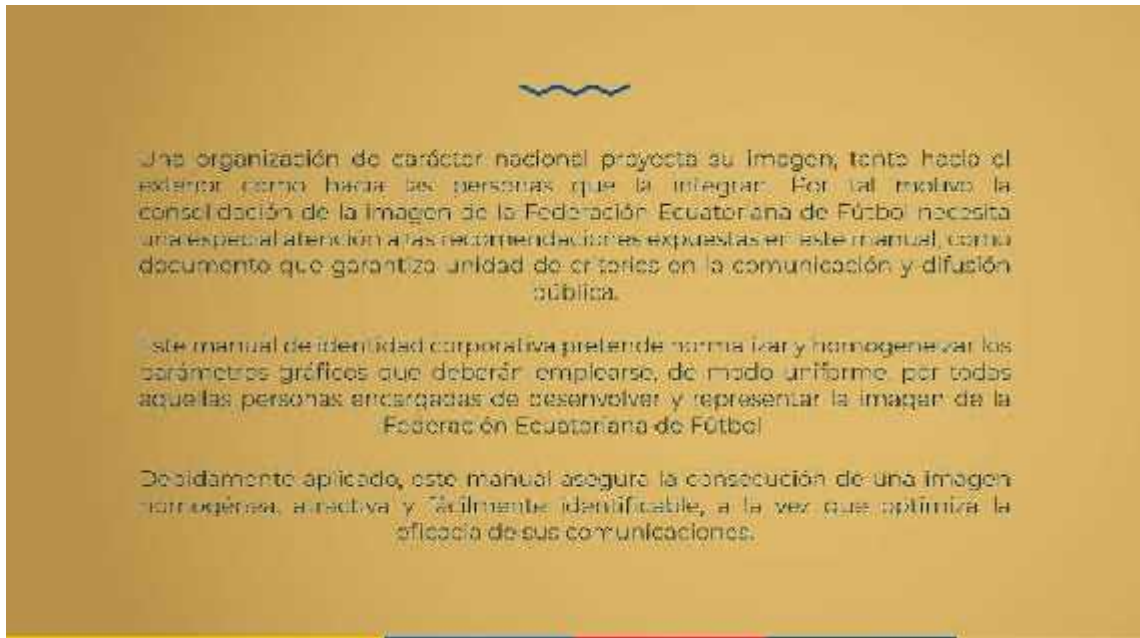 Una organización de carácter nacional proyecta su imagen, tanto hacia el
exterior como hacia las personas que la integran. Por tal motivo la
consolidación de la imagen de la Federación Ecuatoriana de Fútbol necesita
una especial atención a las recomendaciones expuestas en este manual, como
documento que garantiza unidad de criterios en la comunicación y difusión
pública.
Este manual de identidad corporativa pretende normalizar y homogeneizar los
parámetros gráficos que deberán emplearse, de modo uniforme, por todas
aquellas personas encargadas de desenvolver y representar la imagen de la
Federación Ecuatoriana de Fútbol
Debidamente aplicado, este manual asegura la consecución de una imagen
homogénea, atractiva y fácilmente identificable, a la vez que optimiza la
eficacia de sus comunicaciones.